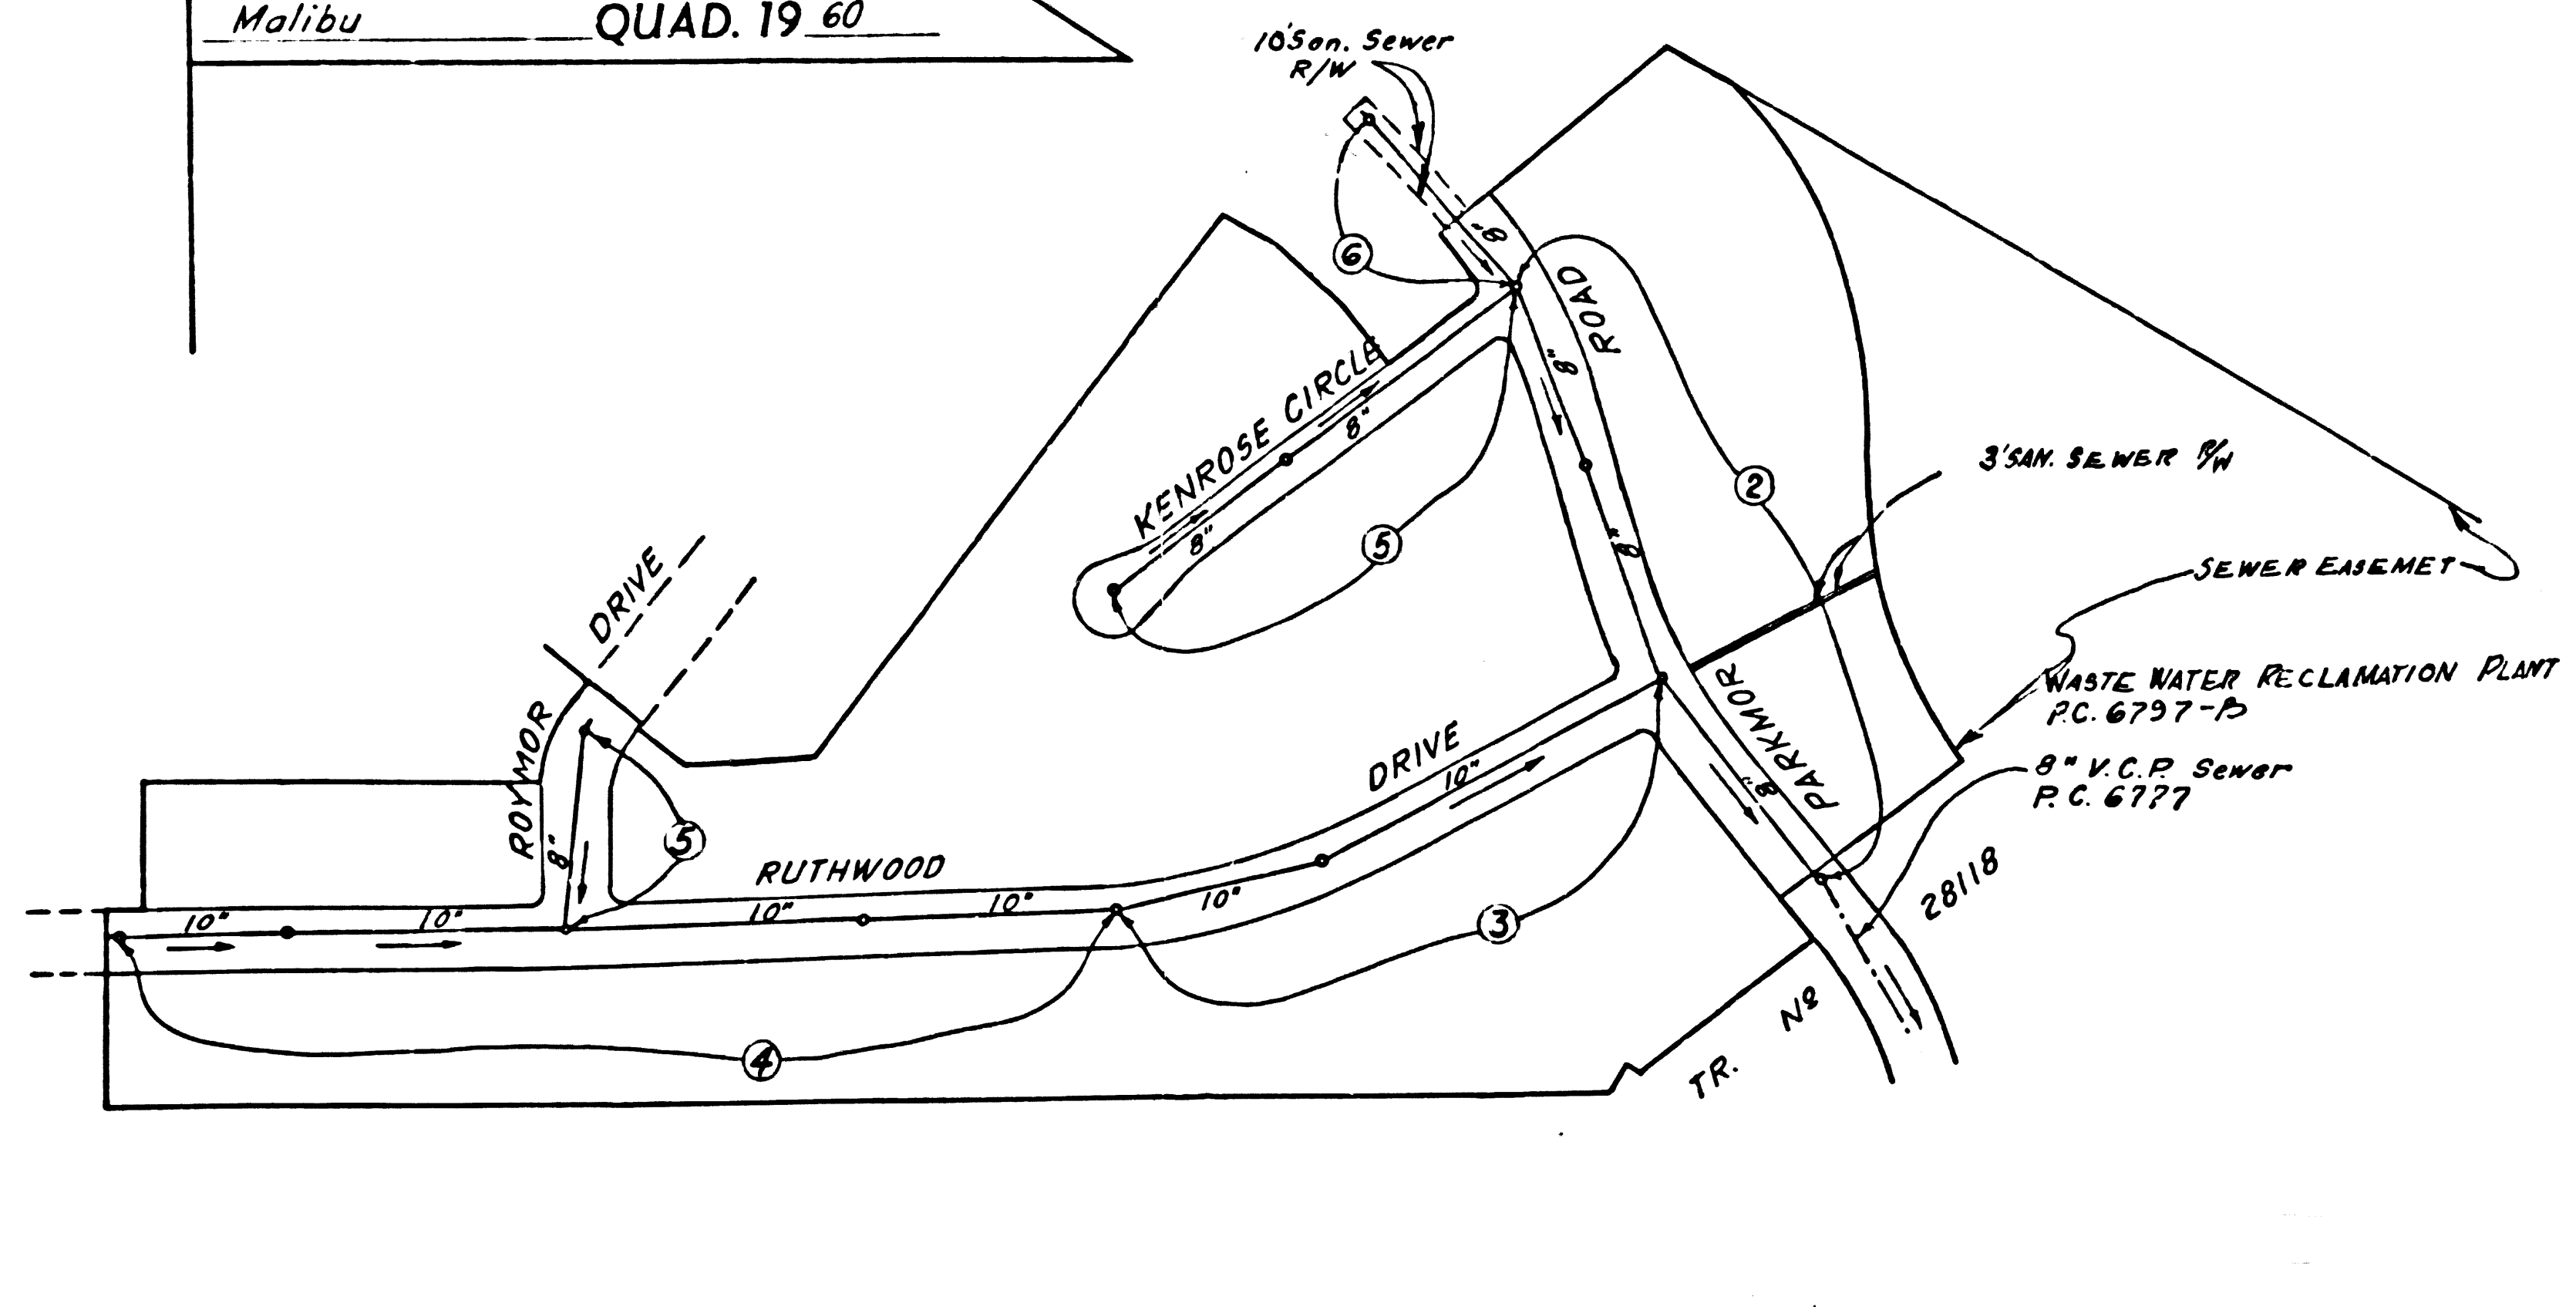 Malibu QUAD. 19 60
10' San. Sewer
R/W
8"
6
ROAD
8"
KENROSE CIRCLE
8"
2
3' SAN. SEWER R/W
8"
5
8"
SEWER EASEMET
DRIVE
WASTE WATER RECLAMATION PLANT
P.C. 6797-B
PARKMOR
ROYMOR
DRIVE
10"
8"
8" V.C.P. Sewer
P.C. 6777
5
8"
RUTHWOOD
28118
10"
10"
10"
10"
10"
3
Nº
4
TR.